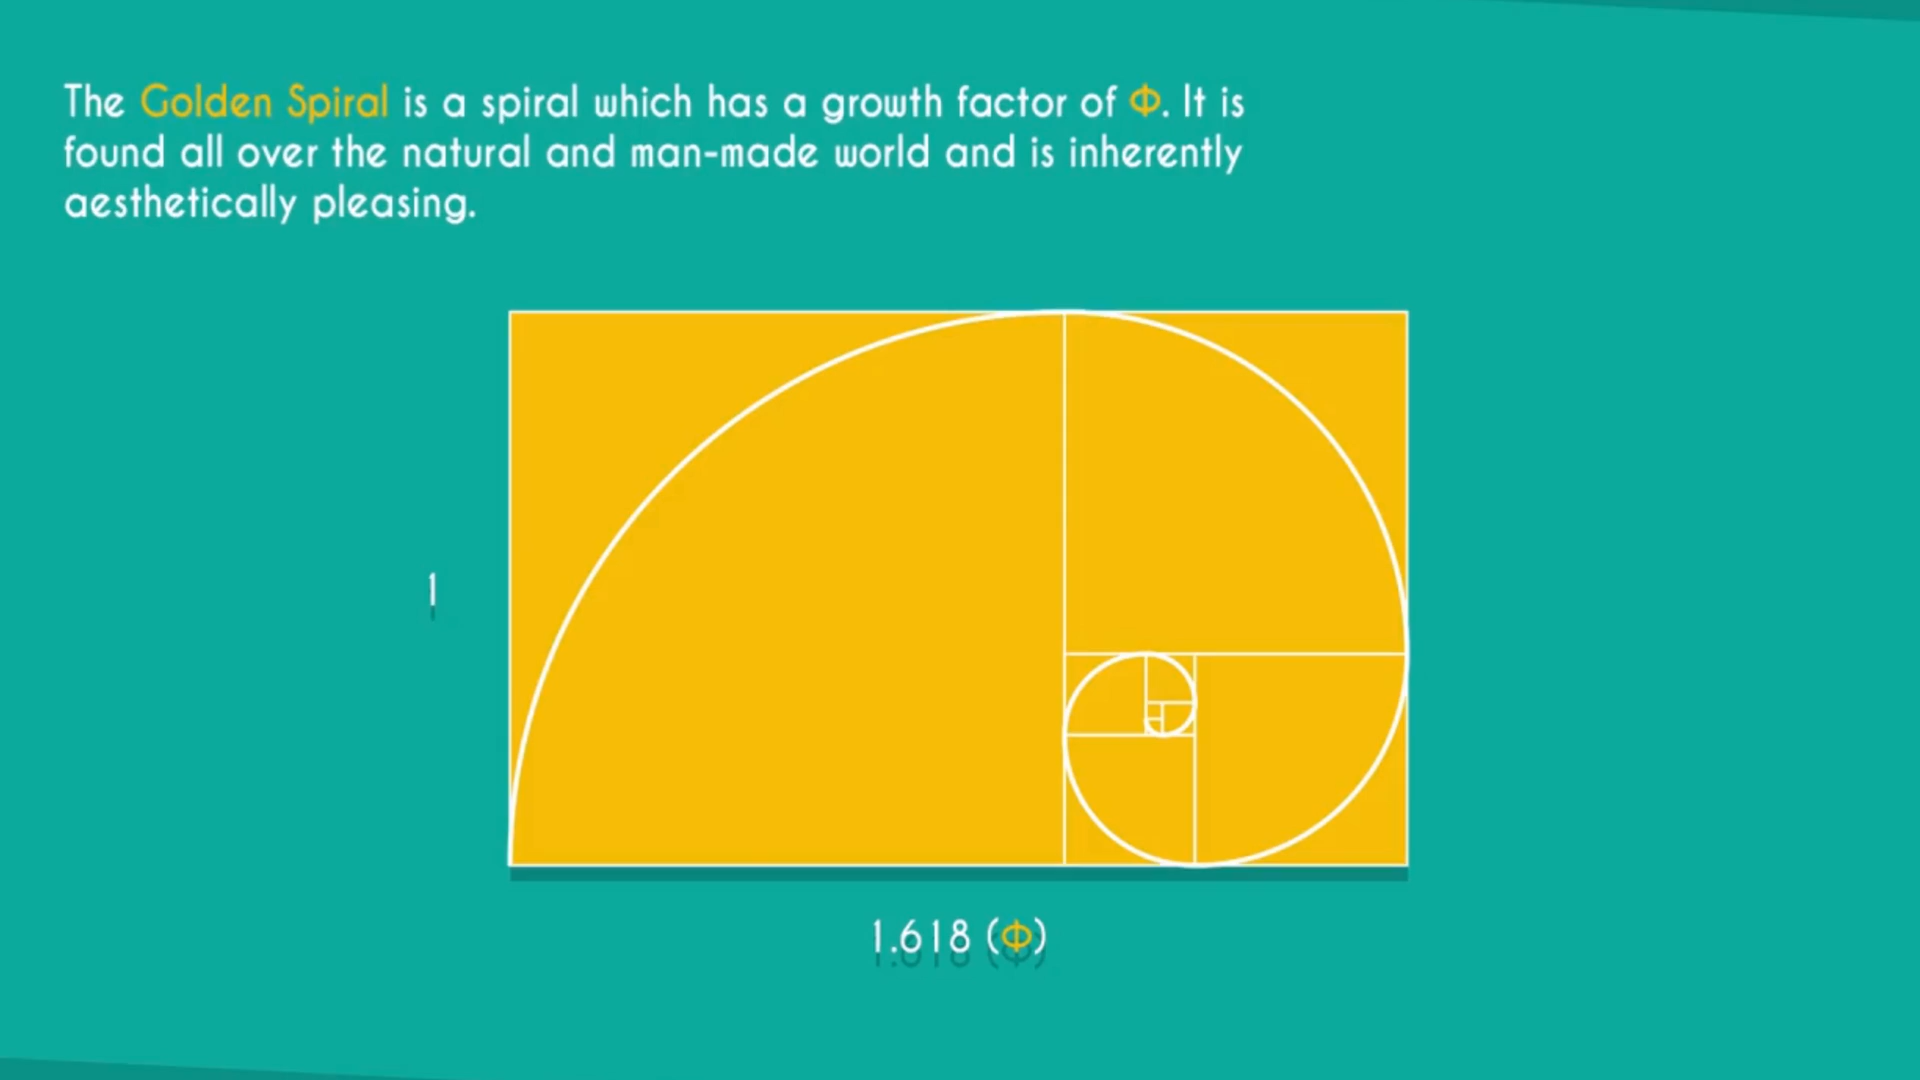 The Golden Spiral is a spiral which has a growth factor of Φ. It is
found all over the natural and man-made world and is inherently
aesthetically pleasing.
1
1.618 (Φ)